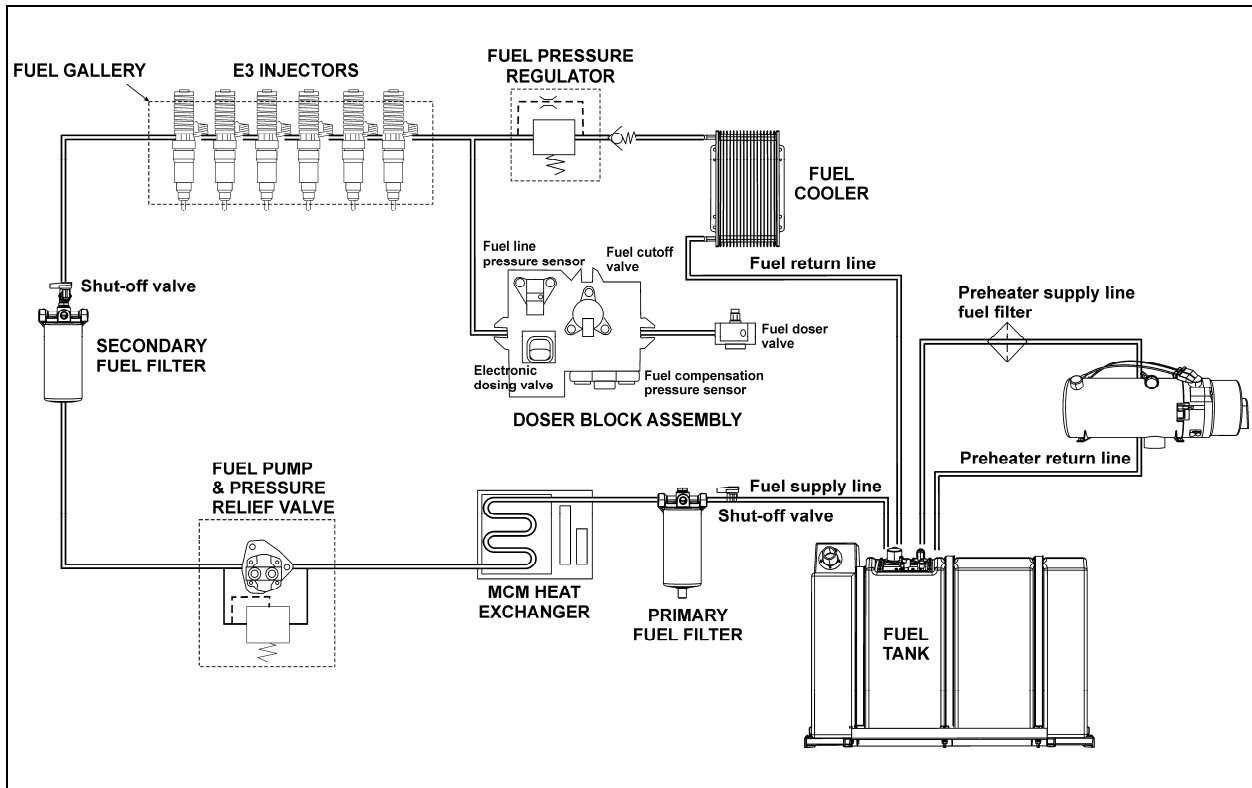 FUEL GALLERY
E3 INJECTORS
FUEL PRESSURE
REGULATOR
FUEL
COOLER
Fuel line
pressure sensor
Fuel cutoff
valve
Fuel return line
Shut-off valve
Preheater supply line
fuel filter
SECONDARY
FUEL FILTER
Fuel doser
valve
Electronic
dosing valve
Fuel compensation
pressure sensor
DOSER BLOCK ASSEMBLY
Preheater return line
FUEL PUMP
& PRESSURE
RELIEF VALVE
Fuel supply line
Shut-off valve
MCM HEAT
EXCHANGER
PRIMARY
FUEL FILTER
FUEL
TANK